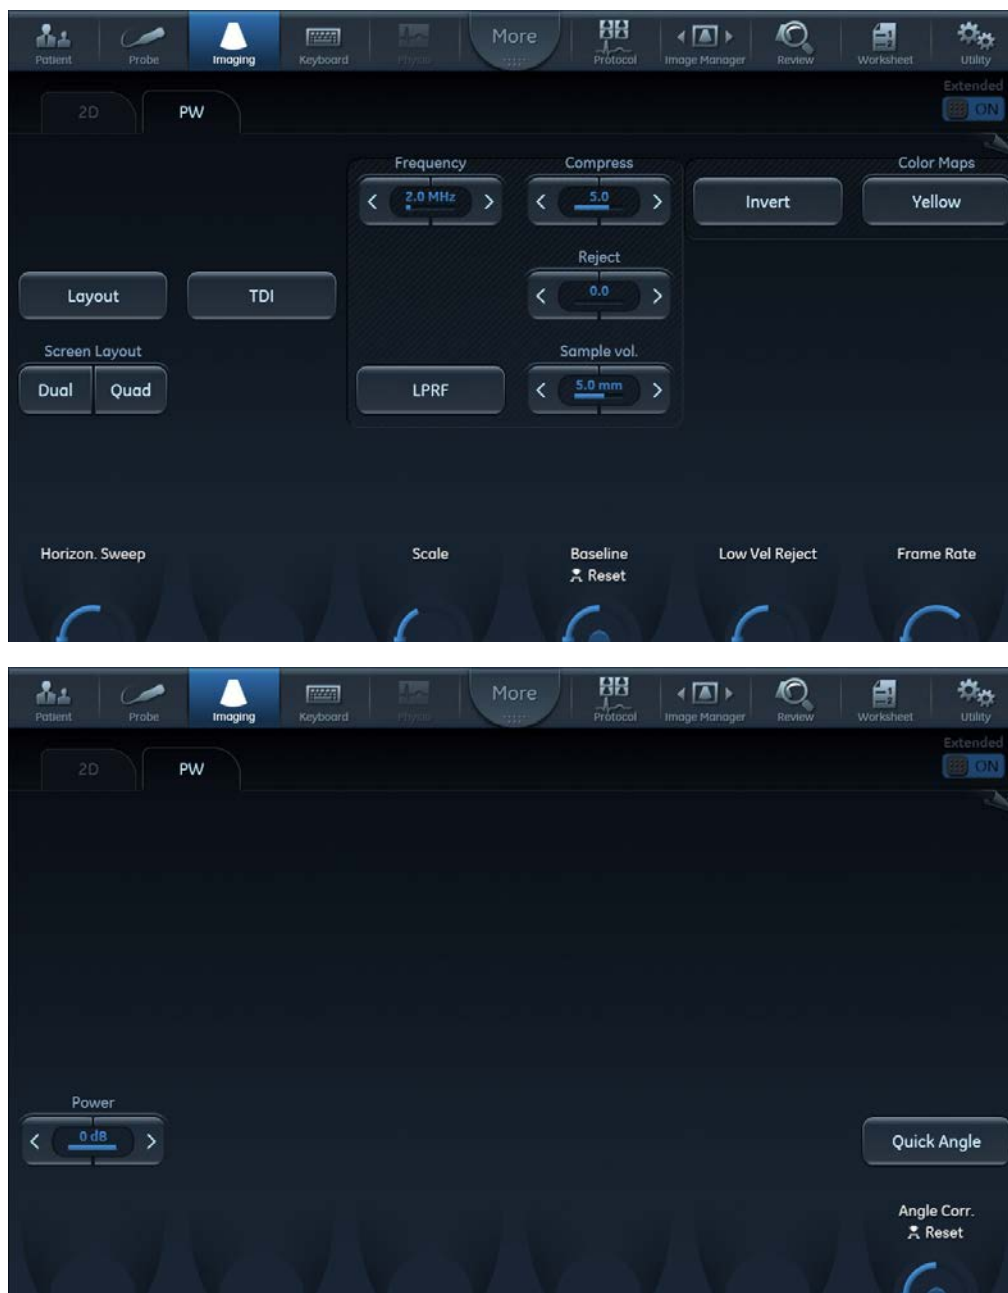 Patient Probe Imaging Keyboard Physio More Protocol Image Manager Review Worksheet Utility
Extended
2D PW ON
Frequency Compress Color Maps
2.0 MHz 5.0 Invert Yellow
Reject
Layout TDI 0.0
Screen Layout Sample vol.
Dual Quad LPRF 5.0 mm
Horizon. Sweep Scale Baseline Low Vel Reject Frame Rate
Reset
Patient Probe Imaging Keyboard Physio More Protocol Image Manager Review Worksheet Utility
Extended
2D PW ON
Power
0 dB Quick Angle
Angle Corr.
Reset